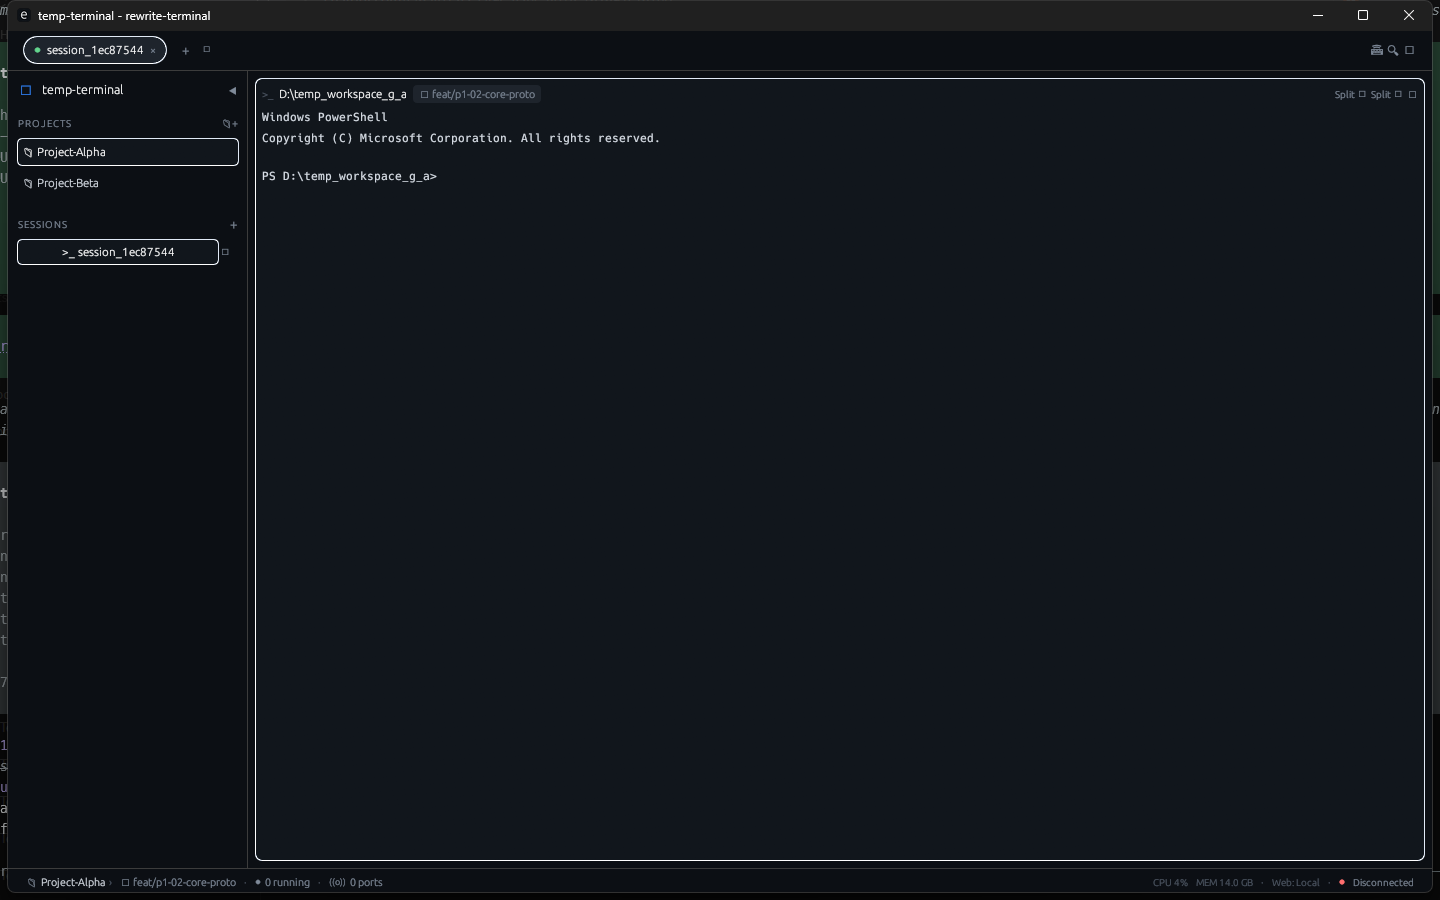 e temp-terminal - rewrite-terminal
session_1ec87544 × +
temp-terminal
PROJECTS +
Project-Alpha
Project-Beta
SESSIONS +
>_ session_1ec87544
>_ D:\temp_workspace_g_a feat/p1-02-core-proto Split Split
Windows PowerShell
Copyright (C) Microsoft Corporation. All rights reserved.
PS D:\temp_workspace_g_a>
Project-Alpha › feat/p1-02-core-proto · 0 running · ((o)) 0 ports CPU 4% MEM 14.0 GB · Web: Local · Disconnected